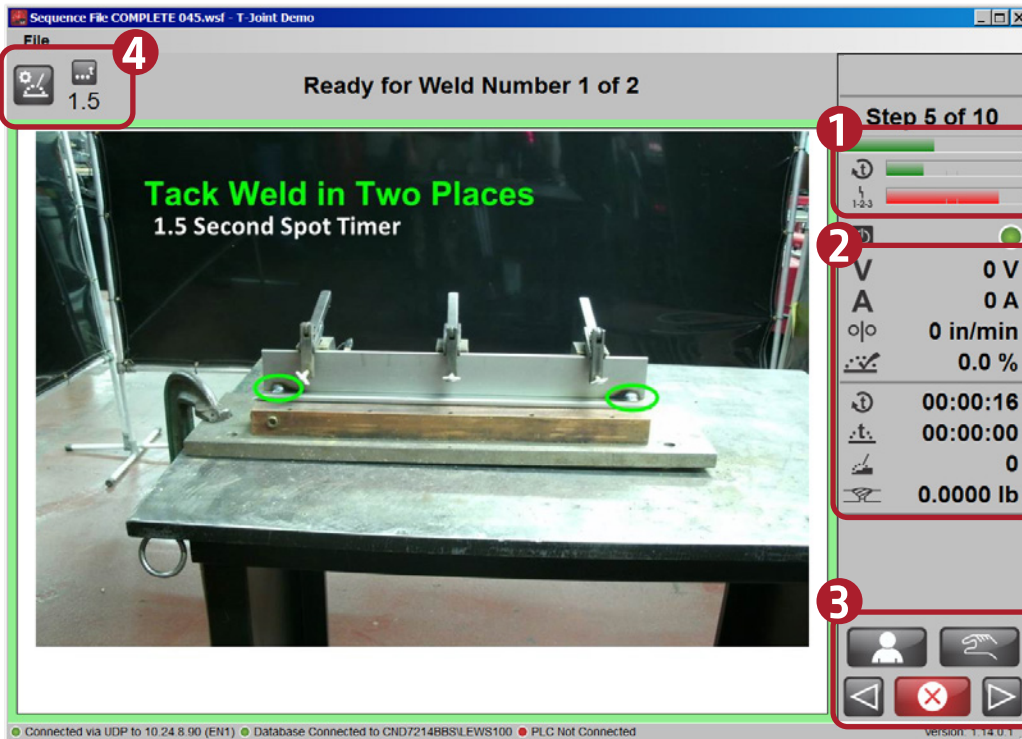 Sequence File COMPLETE 045.wsf - T-Joint Demo
File
4
1.5
Ready for Weld Number 1 of 2
Step 5 of 10
1
1-2-3
Tack Weld in Two Places
1.5 Second Spot Timer
2
V 0 V
A 0 A
0 in/min
0.0 %
t 00:00:16
.t. 00:00:00
0
0.0000 lb
3
Connected via UDP to 10.24.8.90 (EN1) Database Connected to CND7214BBS\LEWS100 PLC Not Connected
Version: 1.14.0.1